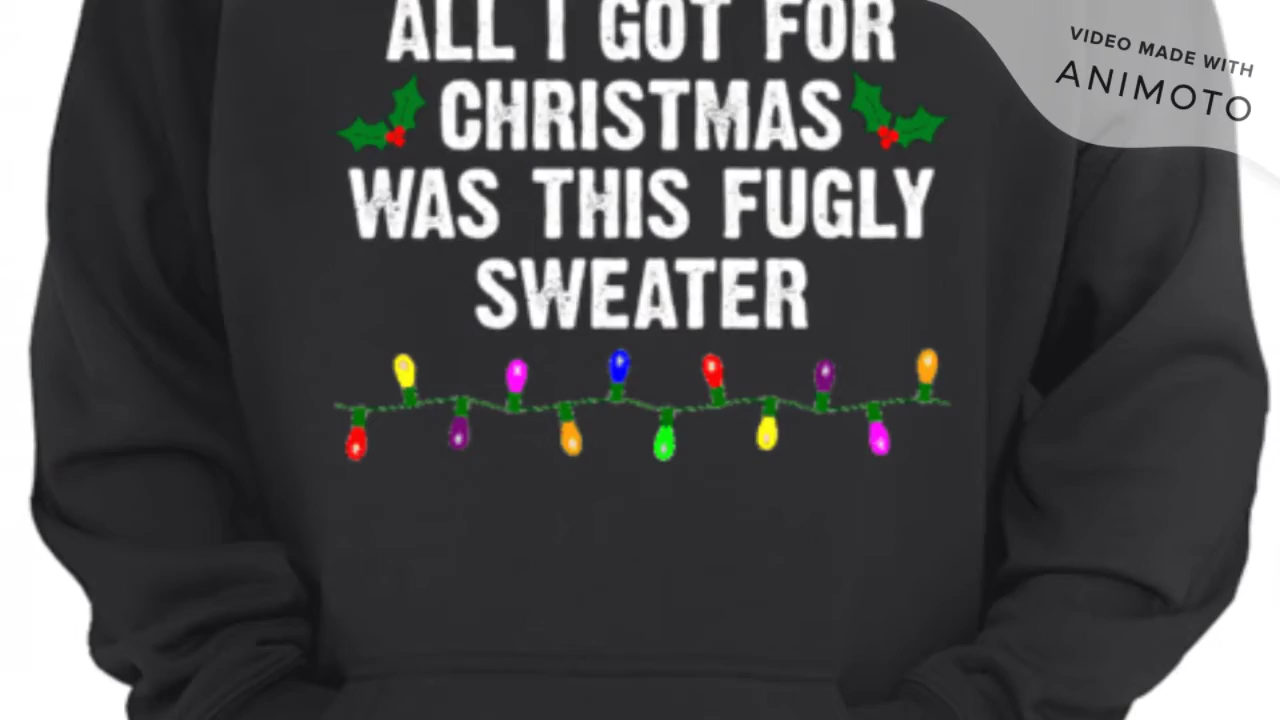 ALL I GOT FOR
CHRISTMAS
WAS THIS FUGLY
SWEATER
VIDEO MADE WITH
ANIMOTO